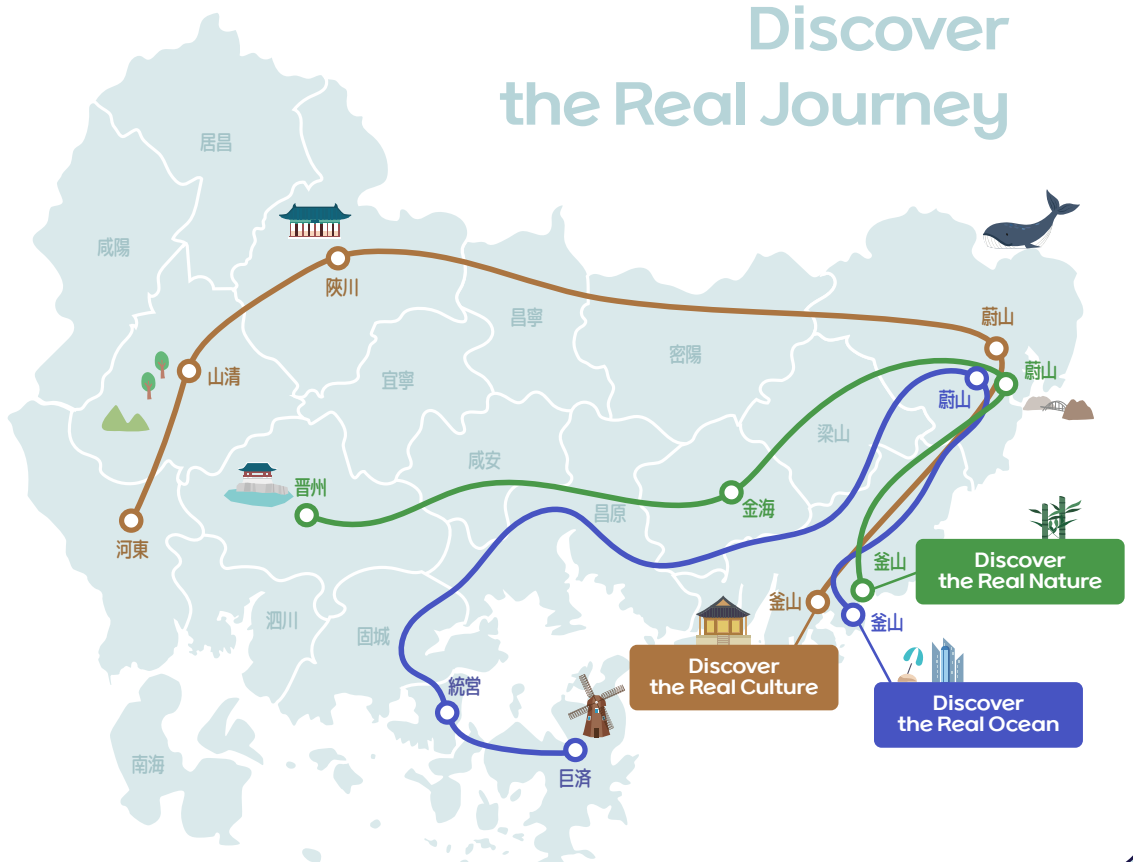 Discover
the Real Journey
居昌
咸陽
陜川
昌寧
蔚山
密陽
蔚山
山清
宜寧
蔚山
梁山
咸安
晋州
金海
昌原
河東
釜山
Discover
the Real Nature
釜山
泗川
釜山
固城
Discover
the Real Culture
統営
Discover
the Real Ocean
南海
巨済